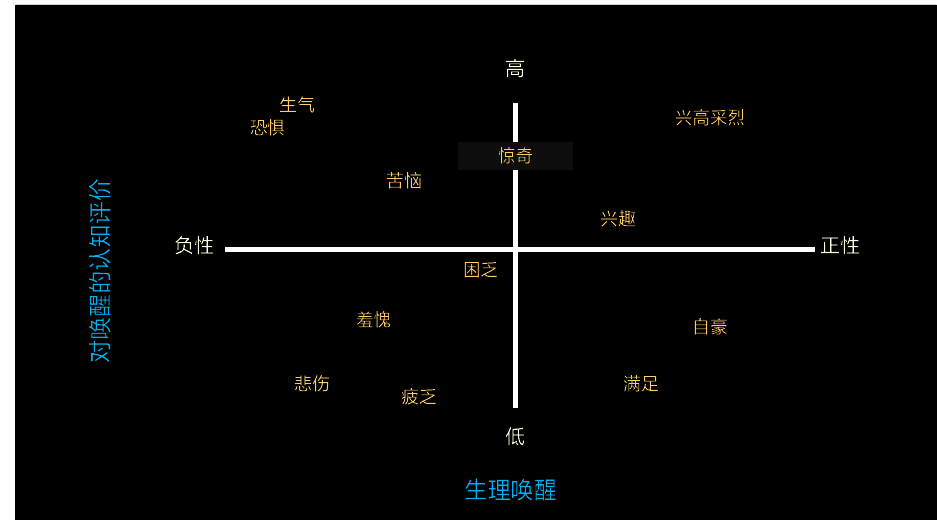 高
生气
兴高采烈
恐惧
惊奇
苦恼
兴趣
对唤醒的认知评价
负性
正性
困乏
羞愧
自豪
悲伤
满足
疲乏
低
生理唤醒